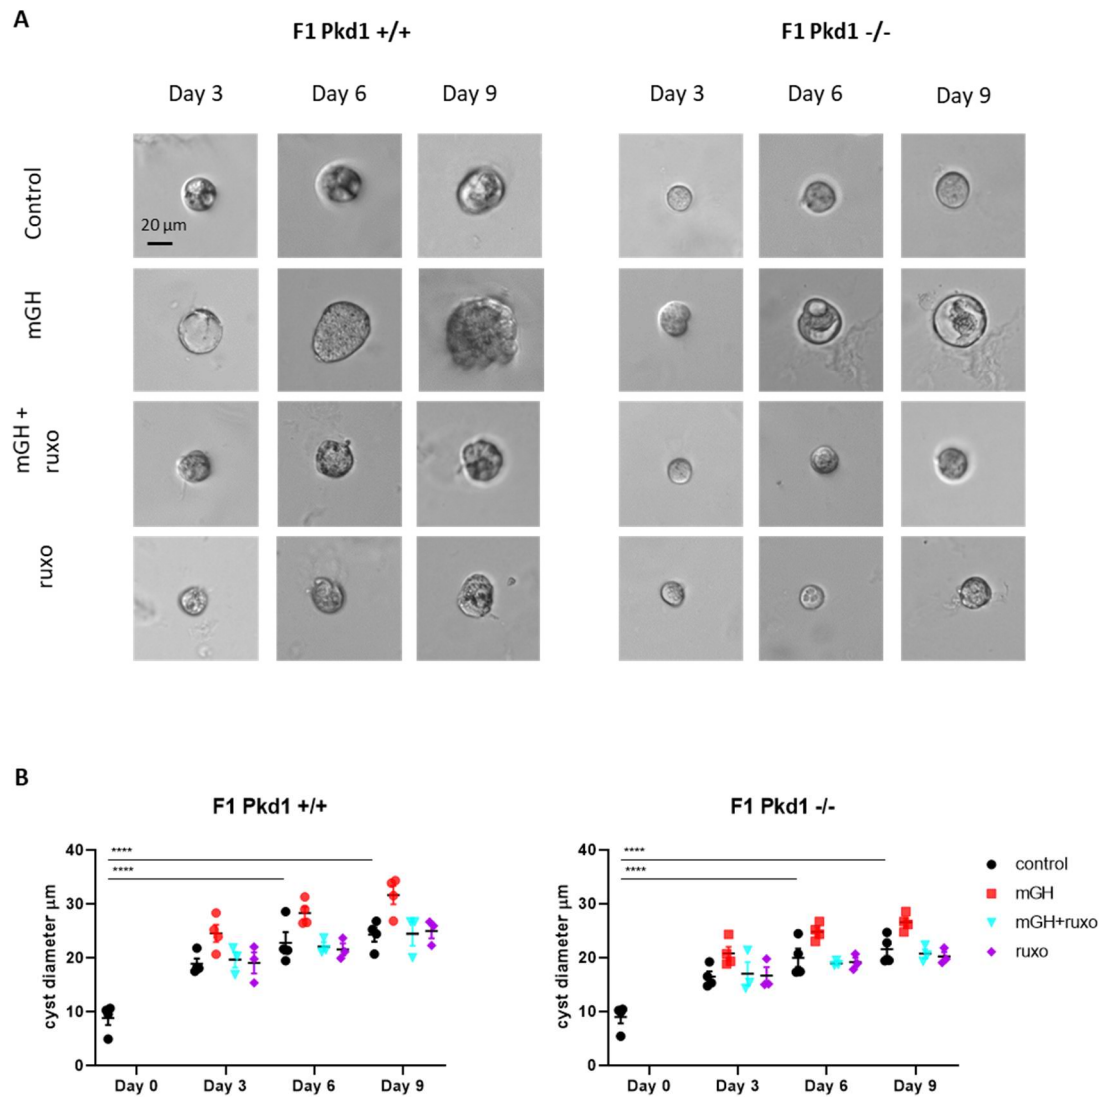 A
F1 Pkd1 +/+
F1 Pkd1 -/-
Day 3
Day 6
Day 9
Day 3
Day 6
Day 9
Control
20 µm
mGH
mGH +
ruxo
ruxo
B
F1 Pkd1 +/+
F1 Pkd1 -/-
cyst diameter µm
40
30
20
10
0
****
****
Day 0
Day 3
Day 6
Day 9
cyst diameter µm
40
30
20
10
0
****
****
Day 0
Day 3
Day 6
Day 9
control
mGH
mGH+ruxo
ruxo